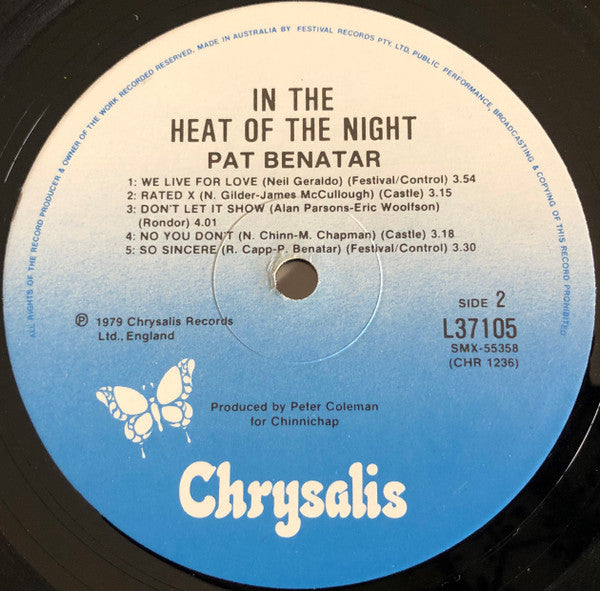 ALL RIGHTS OF THE RECORD PRODUCER & OWNER OF THE WORK RECORDED RESERVED. MADE IN AUSTRALIA BY FESTIVAL RECORDS PTY. LTD. PUBLIC PERFORMANCE, BROADCASTING & COPYING OF THIS RECORD PROHIBITED
IN THE
HEAT OF THE NIGHT
PAT BENATAR
1: WE LIVE FOR LOVE (Neil Geraldo) (Festival/Control) 3.54
2: RATED X (N. Gilder-James McCullough) (Castle) 3.15
3: DON'T LET IT SHOW (Alan Parsons-Eric Woolfson)
(Rondor) 4.01
4: NO YOU DON'T (N. Chinn-M. Chapman) (Castle) 3.18
5: SO SINCERE (R. Capp-P. Benatar) (Festival/Control) 3.30
SIDE 2
L37105
SMX-55358
(CHR 1236)
℗ 1979 Chrysalis Records
Ltd., England
Produced by Peter Coleman
for Chinnichap
Chrysalis